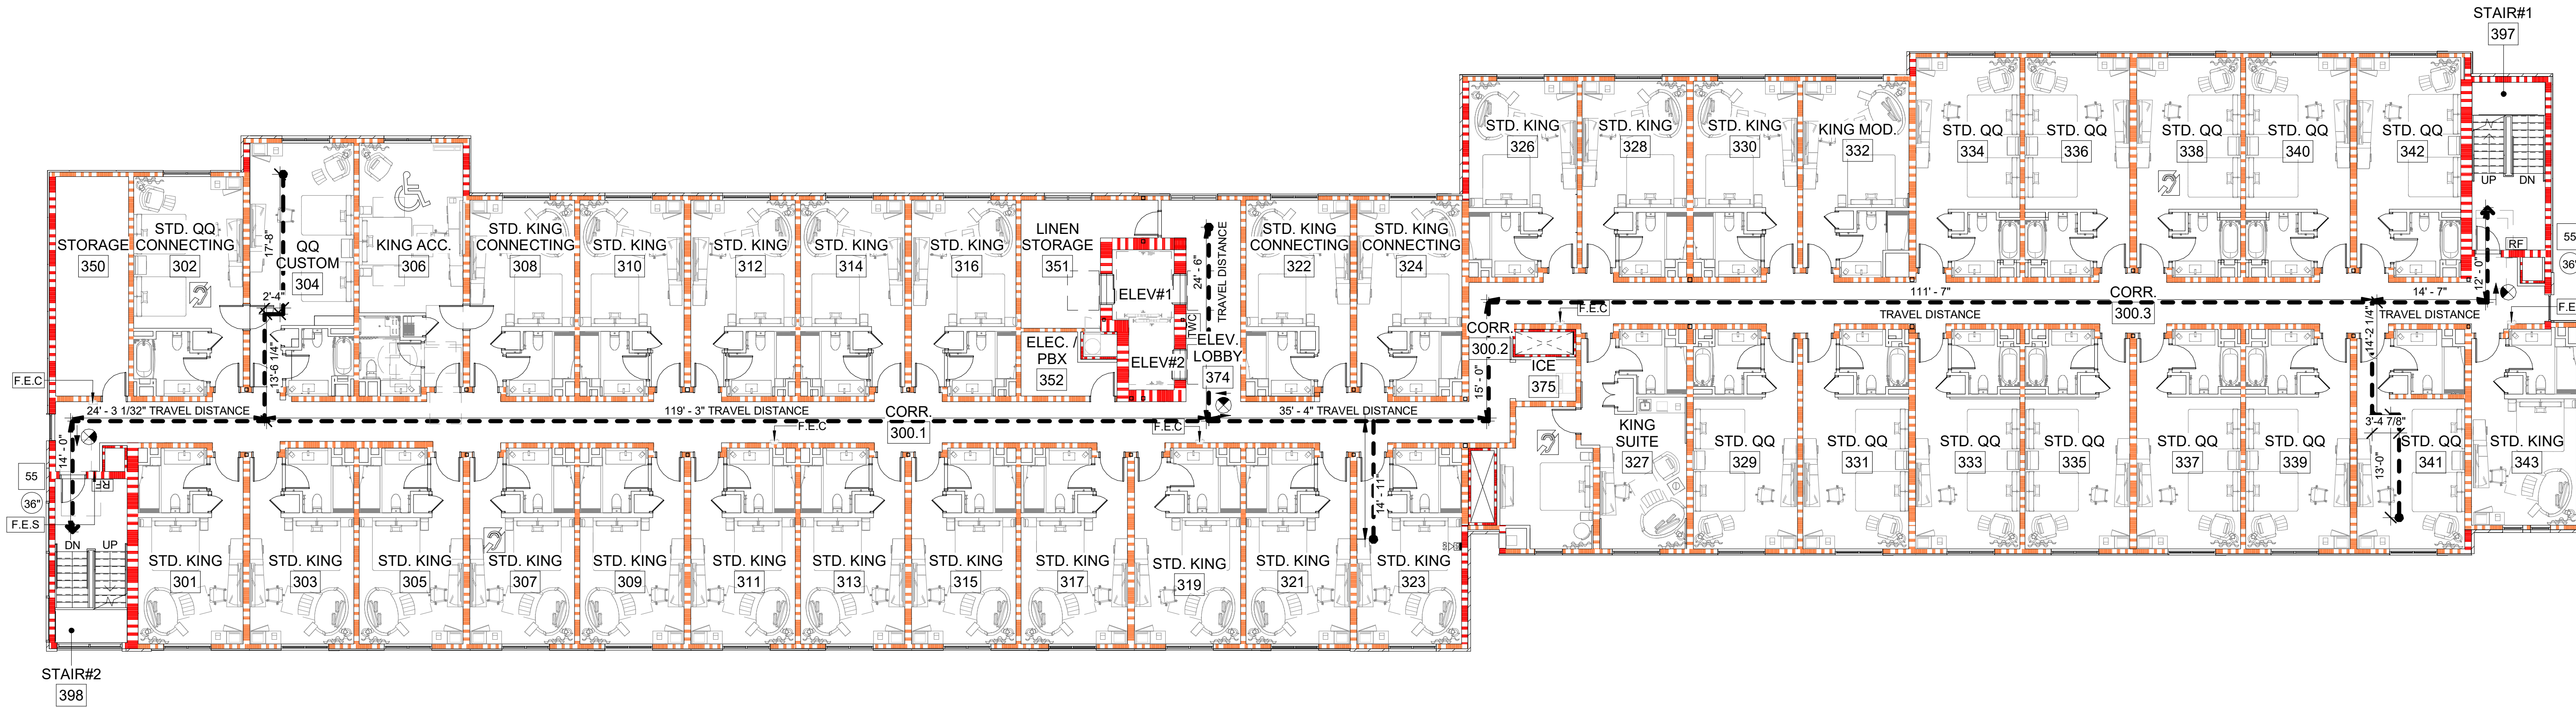 STAIR#1
397
STD. KING
326
STD. KING
328
STD. KING
330
KING MOD.
332
STD. QQ
334
STD. QQ
336
STD. QQ
338
STD. QQ
340
STD. QQ
342
UP
DN
RF
55
36"
F.E.
STORAGE
350
STD. QQ
CONNECTING
302
17'-8"
QQ
CUSTOM
304
2'-4"
13'-6 1/4"
KING ACC.
306
STD. KING
CONNECTING
308
STD. KING
310
STD. KING
312
STD. KING
314
STD. KING
316
LINEN
STORAGE
351
ELEC. /
PBX
352
ELEV#1
ELEV#2
TWC
24' - 6"
TRAVEL DISTANCE
ELEV.
LOBBY
374
STD. KING
CONNECTING
322
STD. KING
CONNECTING
324
111' - 7"
TRAVEL DISTANCE
CORR.
300.3
14' - 7"
TRAVEL DISTANCE
12' - 0"
F.E.C
CORR.
300.2
15' - 0"
ICE
375
14'-2 1/4"
3'-4 7/8"
13'-0"
F.E.C
24' - 3 1/32" TRAVEL DISTANCE
119' - 3" TRAVEL DISTANCE
CORR.
300.1
35' - 4" TRAVEL DISTANCE
F.E.C
F.E.C
14' - 0"
RF
55
36"
F.E.S
DN
UP
14' - 11"
KING
SUITE
327
STD. QQ
329
STD. QQ
331
STD. QQ
333
STD. QQ
335
STD. QQ
337
STD. QQ
339
STD. QQ
341
STD. KING
343
STD. KING
301
STD. KING
303
STD. KING
305
STD. KING
307
STD. KING
309
STD. KING
311
STD. KING
313
STD. KING
315
STD. KING
317
STD. KING
319
STD. KING
321
STD. KING
323
STAIR#2
398